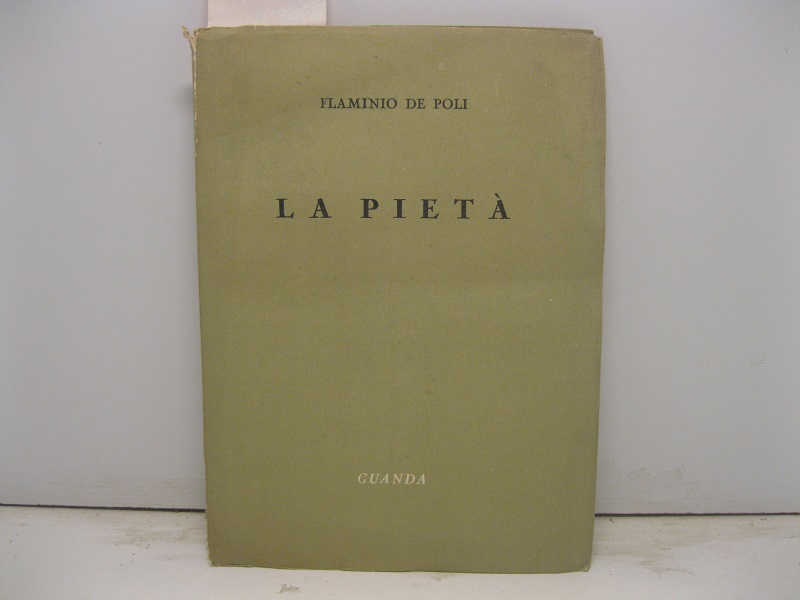 FLAMINIO DE POLI
LA PIETÀ
GUANDA